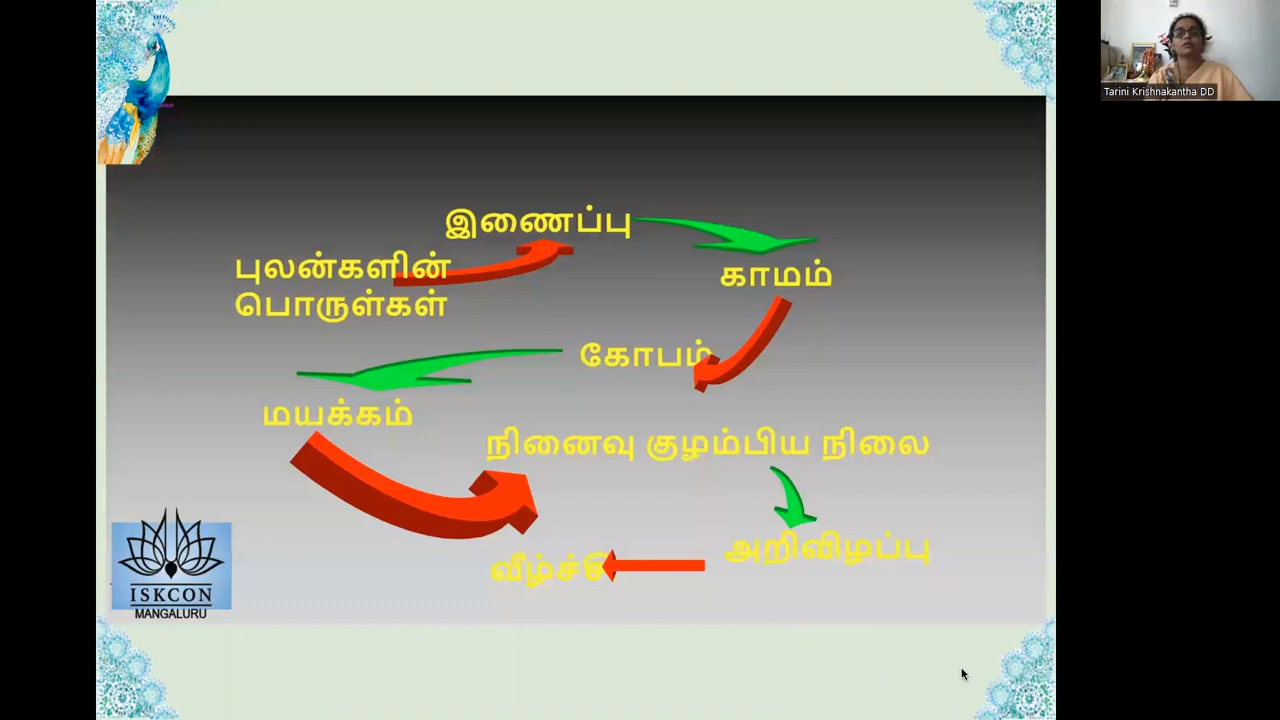 Tarini Krishnakantha DD
இணைப்பு
புலன்களின்
பொருள்கள்
காமம்
கோபம்
மயக்கம்
நினைவு குழம்பிய நிலை
அறிவிழப்பு
வீழ்ச்சி
ISKCON
MANGALURU